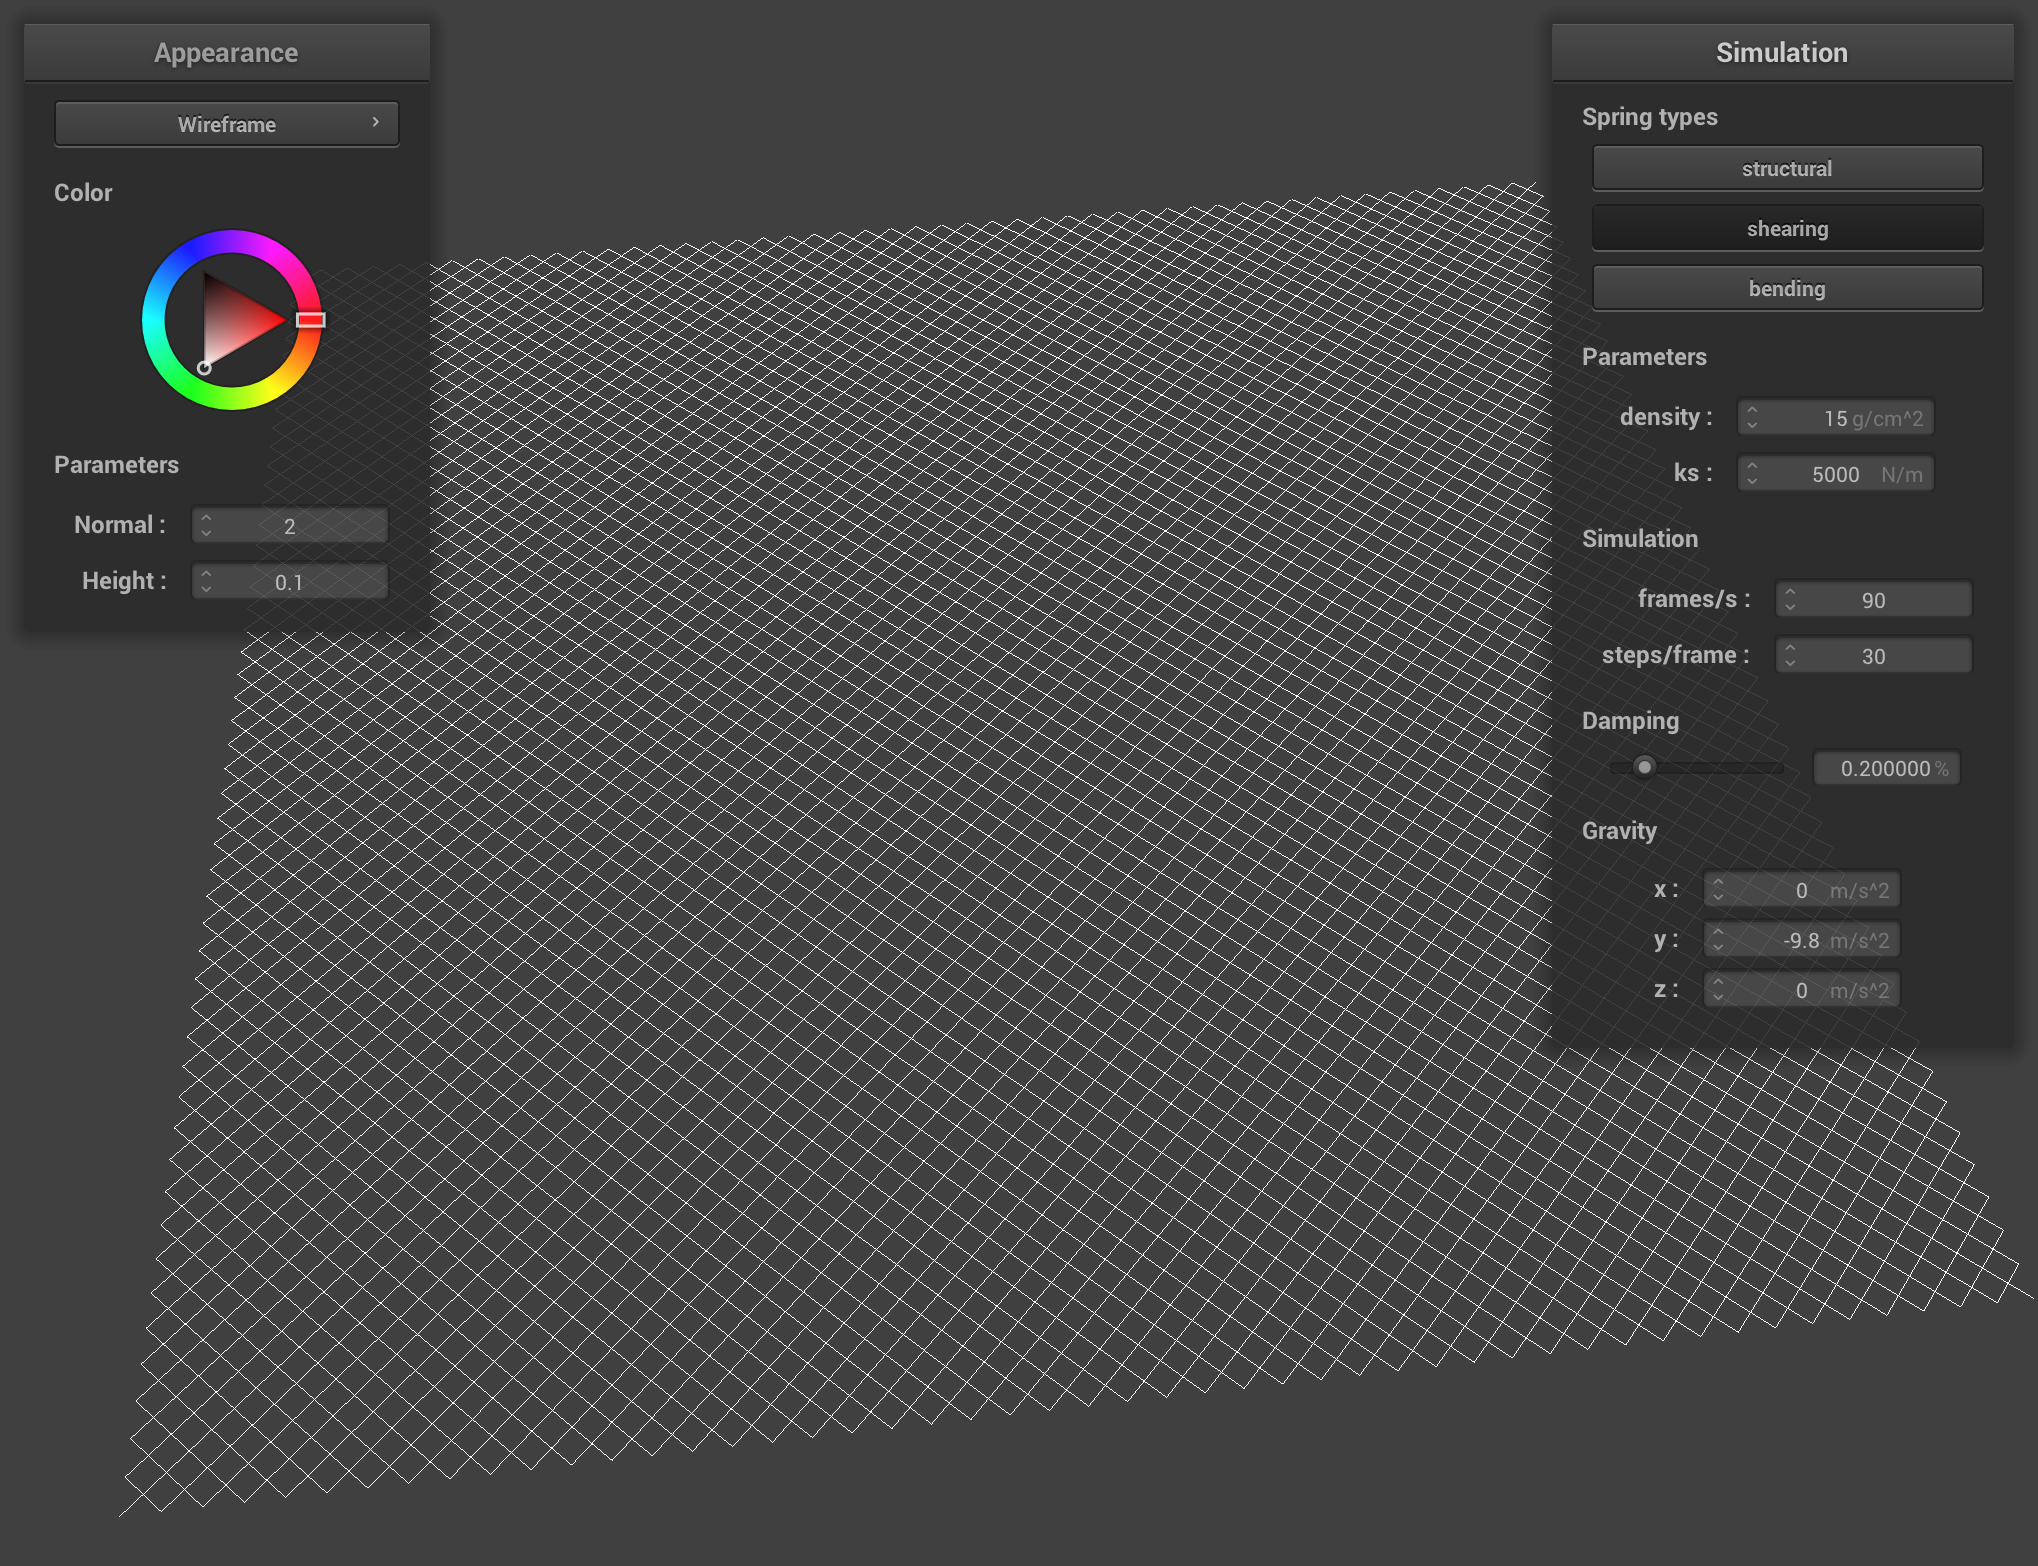 Appearance
Wireframe
Color
Parameters
Normal : 2
Height : 0.1
Simulation
Spring types
structural
shearing
bending
Parameters
density : 15 g/cm^2
ks : 5000 N/m
Simulation
frames/s : 90
steps/frame : 30
Damping
0.200000 %
Gravity
x : 0 m/s^2
y : -9.8 m/s^2
z : 0 m/s^2